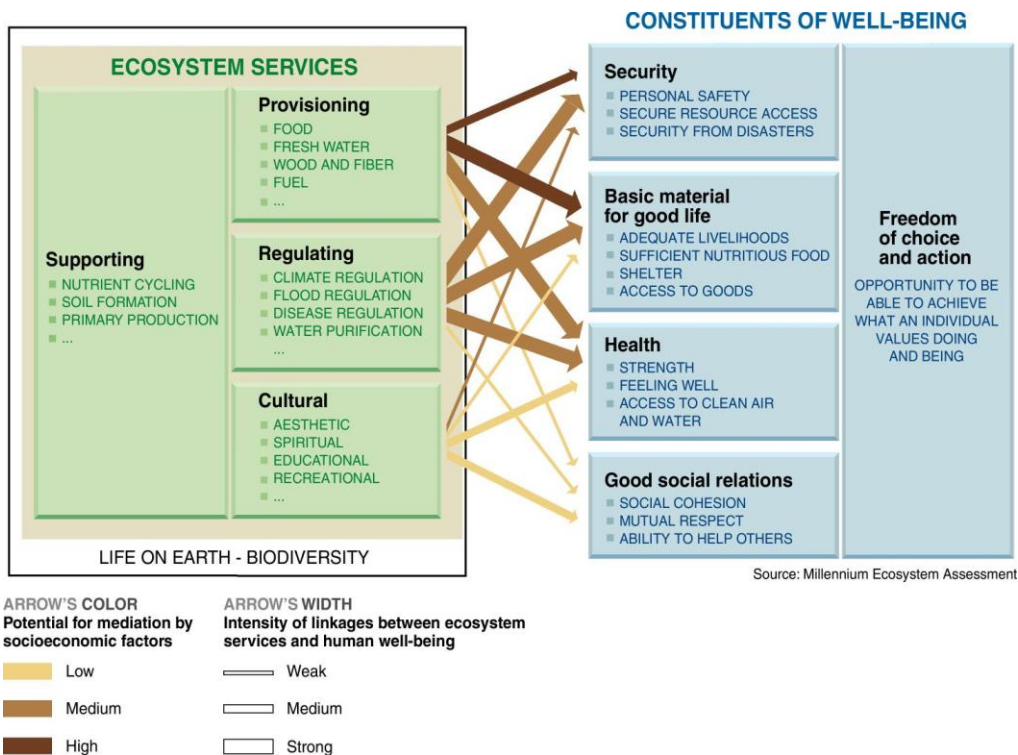 CONSTITUENTS OF WELL-BEING
ECOSYSTEM SERVICES
Supporting
NUTRIENT CYCLING
SOIL FORMATION
PRIMARY PRODUCTION
...
Provisioning
FOOD
FRESH WATER
WOOD AND FIBER
FUEL
...
Regulating
CLIMATE REGULATION
FLOOD REGULATION
DISEASE REGULATION
WATER PURIFICATION
...
Cultural
AESTHETIC
SPIRITUAL
EDUCATIONAL
RECREATIONAL
...
LIFE ON EARTH - BIODIVERSITY
Security
PERSONAL SAFETY
SECURE RESOURCE ACCESS
SECURITY FROM DISASTERS
Basic material
for good life
ADEQUATE LIVELIHOODS
SUFFICIENT NUTRITIOUS FOOD
SHELTER
ACCESS TO GOODS
Health
STRENGTH
FEELING WELL
ACCESS TO CLEAN AIR
AND WATER
Good social relations
SOCIAL COHESION
MUTUAL RESPECT
ABILITY TO HELP OTHERS
Freedom
of choice
and action
OPPORTUNITY TO BE
ABLE TO ACHIEVE
WHAT AN INDIVIDUAL
VALUES DOING
AND BEING
Source: Millennium Ecosystem Assessment
ARROW'S COLOR
Potential for mediation by
socioeconomic factors
Low
Medium
High
ARROW'S WIDTH
Intensity of linkages between ecosystem
services and human well-being
Weak
Medium
Strong